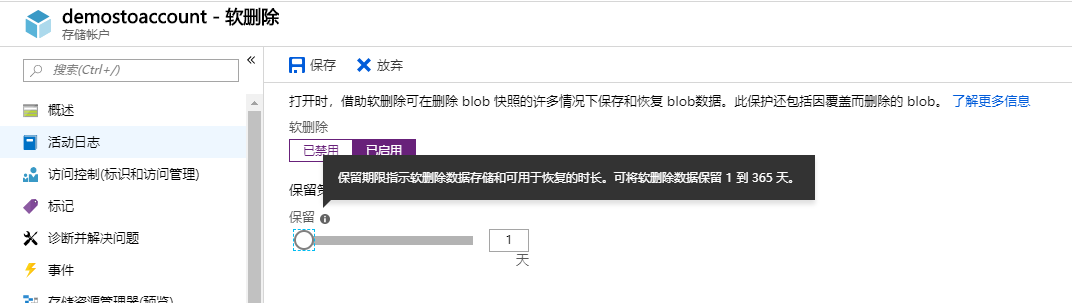 demostoaccount - 软删除
存储帐户
搜索(Ctrl+/)
概述
活动日志
访问控制(标识和访问管理)
标记
诊断并解决问题
事件
存储资源管理器(预览)
保存 放弃
打开时，借助软删除可在删除 blob 快照的许多情况下保存和恢复 blob数据。此保护还包括因覆盖而删除的 blob。 了解更多信息
软删除
已禁用 已启用
保留期限指示软删除数据存储和可用于恢复的时长。可将软删除数据保留 1 到 365 天。
保留
保留
1
天